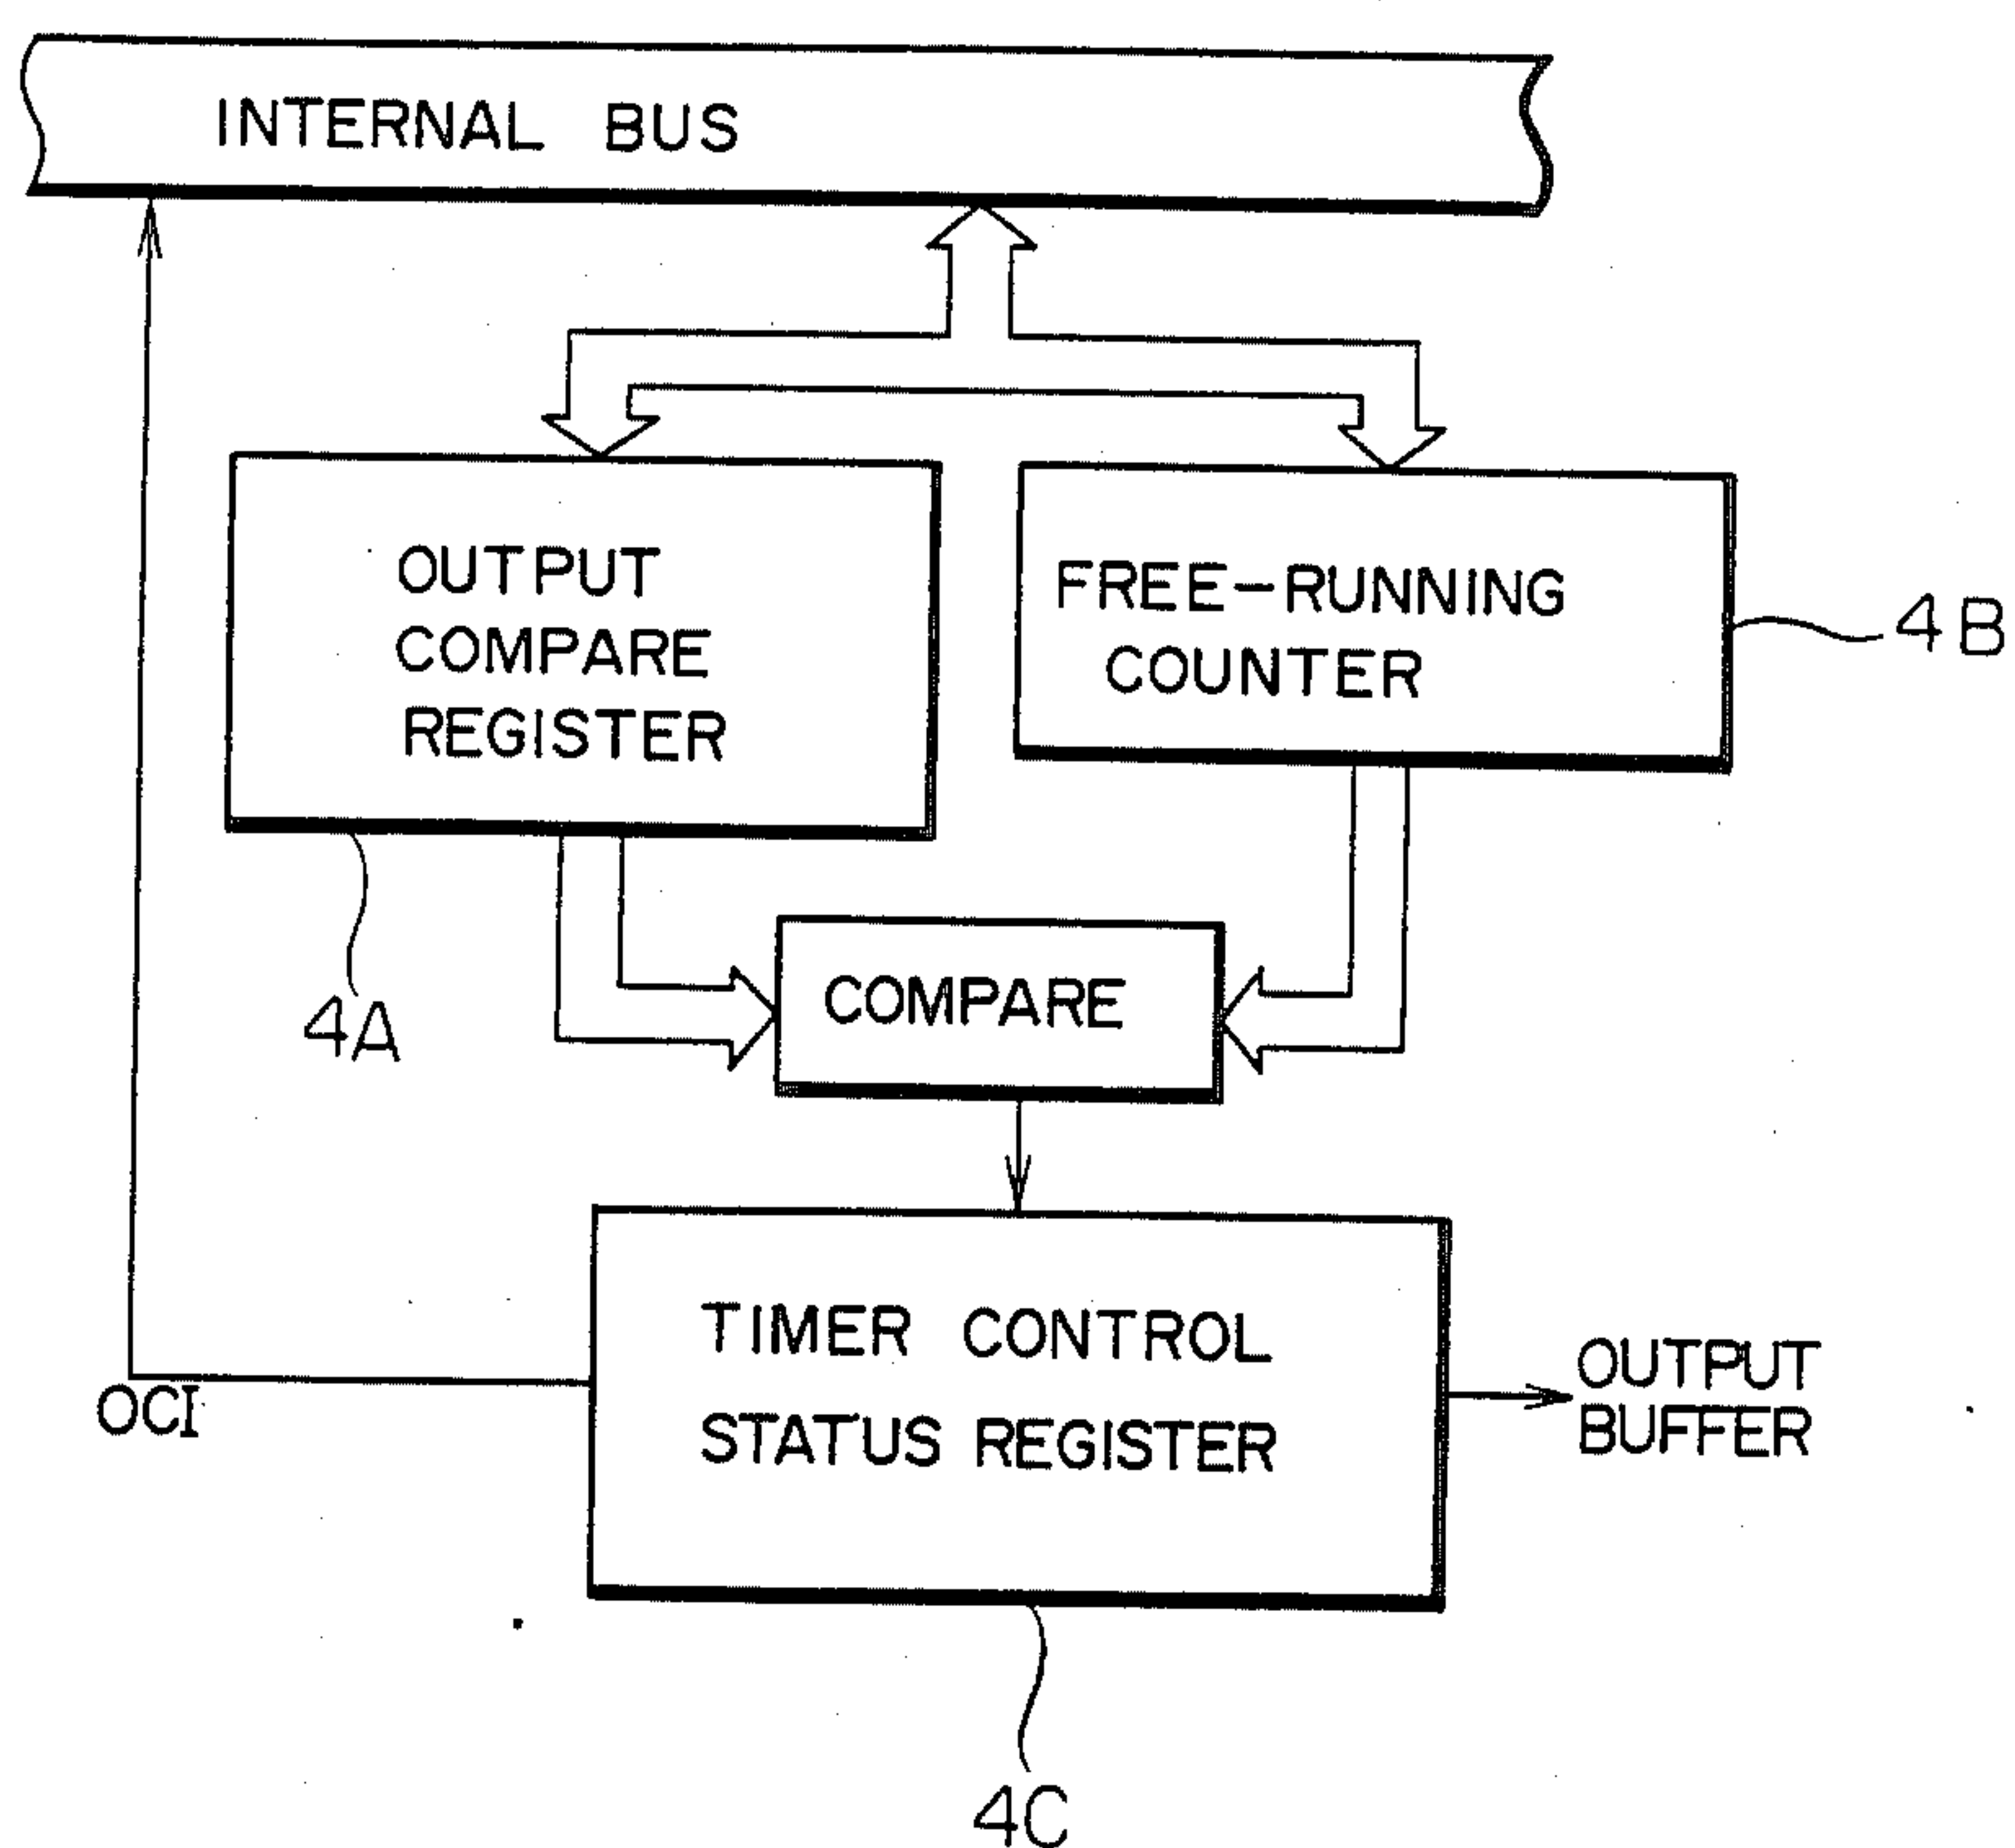 INTERNAL BUS
OUTPUT
COMPARE
REGISTER
FREE-RUNNING
COUNTER
4B
4A
COMPARE
TIMER CONTROL
STATUS REGISTER
OCI
OUTPUT
BUFFER
4C